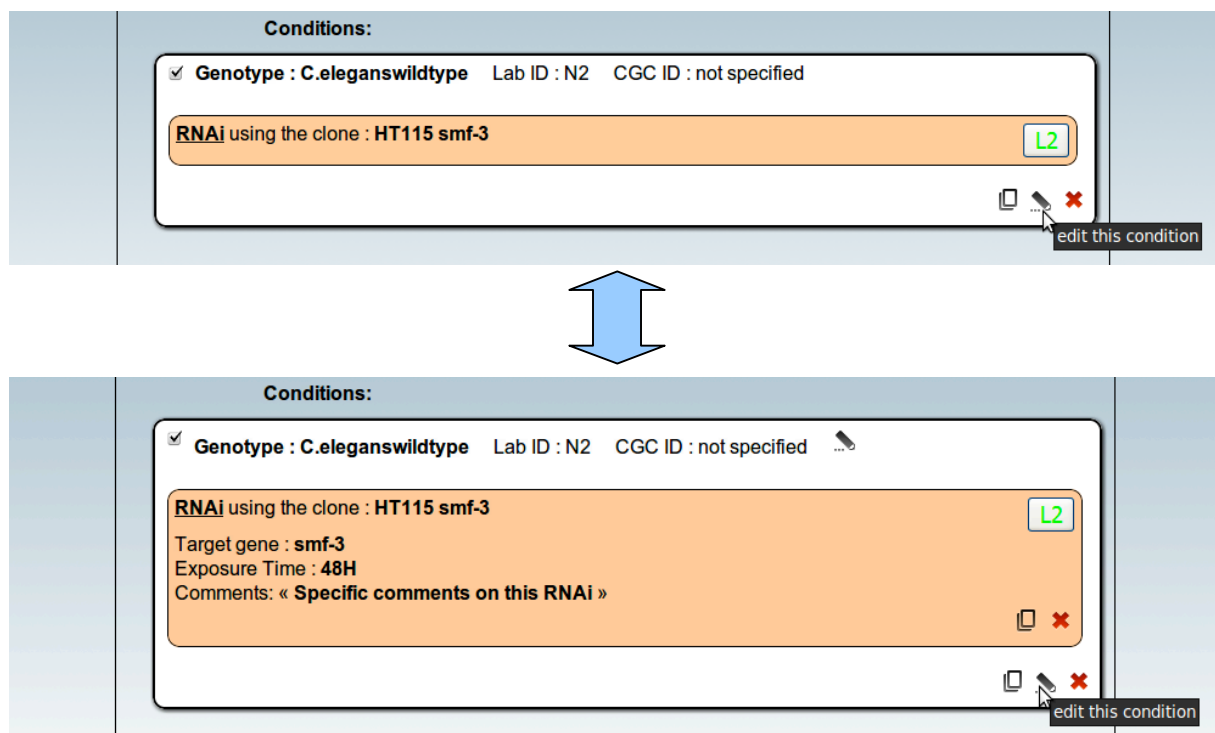 Conditions:
Genotype : C.eleganswildtype Lab ID : N2 CGC ID : not specified
RNAi using the clone : HT115 smf-3
L2
edit this condition
Conditions:
Genotype : C.eleganswildtype Lab ID : N2 CGC ID : not specified
RNAi using the clone : HT115 smf-3
L2
Target gene : smf-3
Exposure Time : 48H
Comments: « Specific comments on this RNAi »
edit this condition